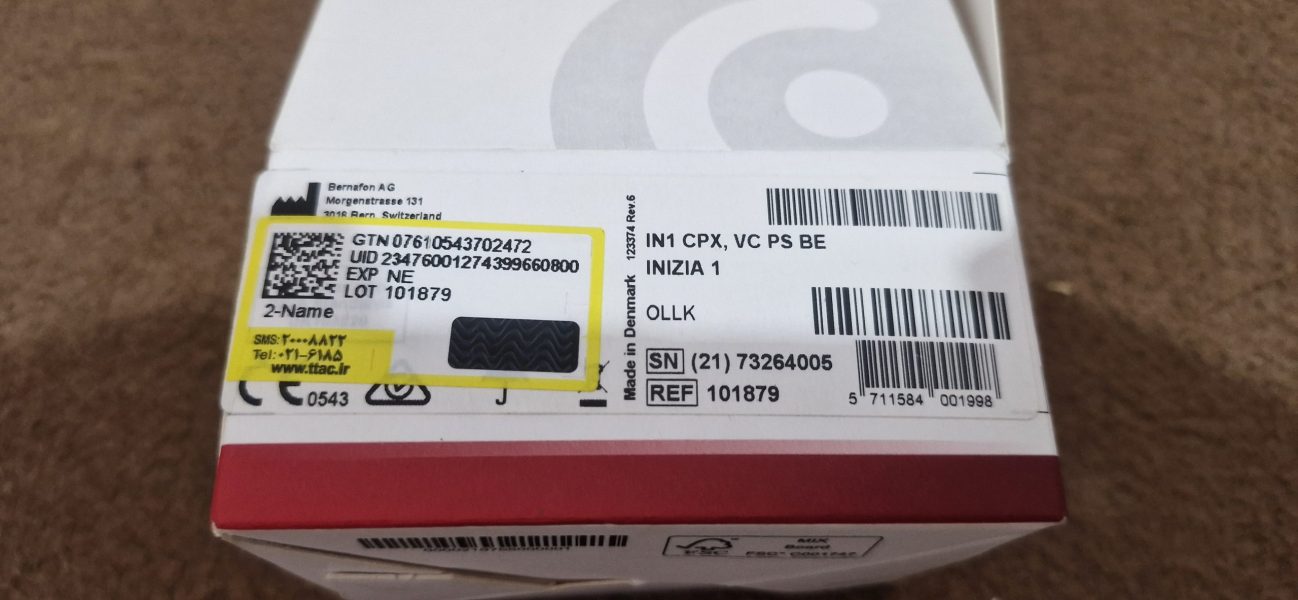 Bernafon AG
Morgenstrasse 131
3018 Bern, Switzerland
GTN 07610543702472
UID 23476001274399660800
EXP NE
LOT 101879
2-Name
SMS:۲۰۰۰۸۸۲۲
Tel:۰۲۱-۶۱۸۵
www.ttac.ir
CE 0543
Made in Denmark 123374 Rev.6
IN1 CPX, VC PS BE
INIZIA 1
OLLK
SN (21) 73264005
REF 101879
5 711584 001998
FSC
MIX
Board